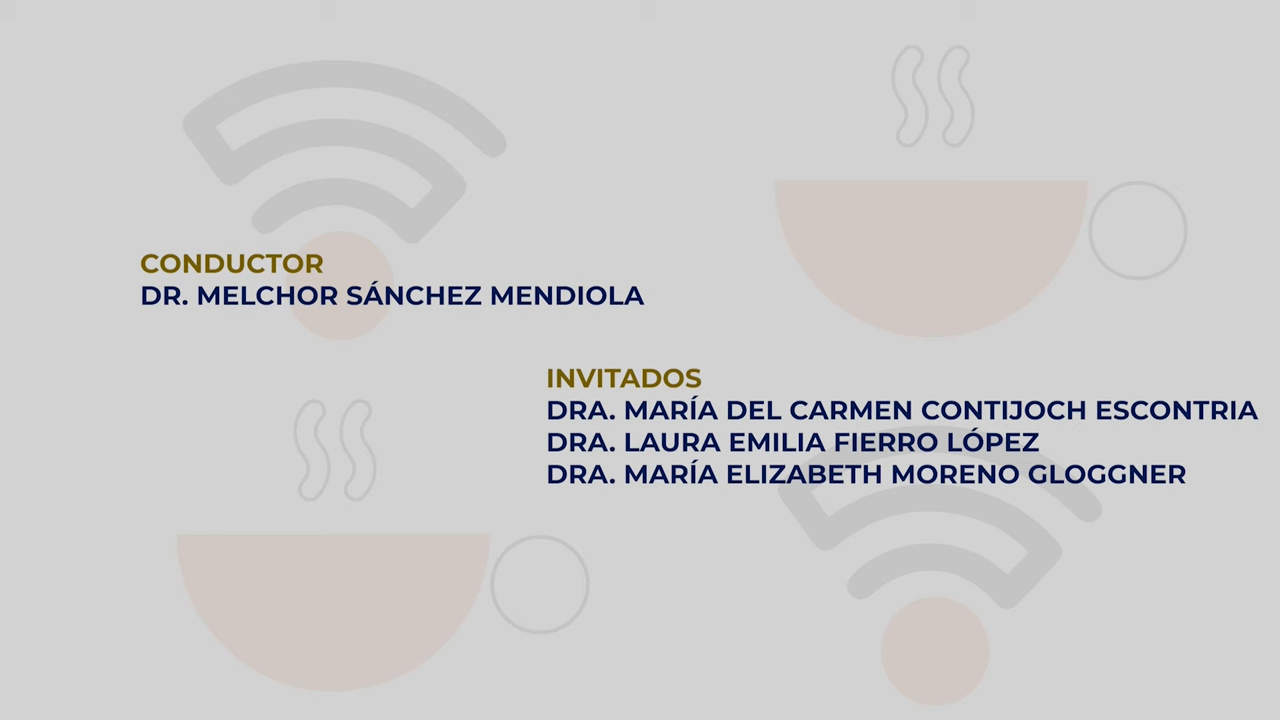 CONDUCTOR
DR. MELCHOR SÁNCHEZ MENDIOLA
INVITADOS
DRA. MARÍA DEL CARMEN CONTIJOCH ESCONTRIA
DRA. LAURA EMILIA FIERRO LÓPEZ
DRA. MARÍA ELIZABETH MORENO GLOGGNER